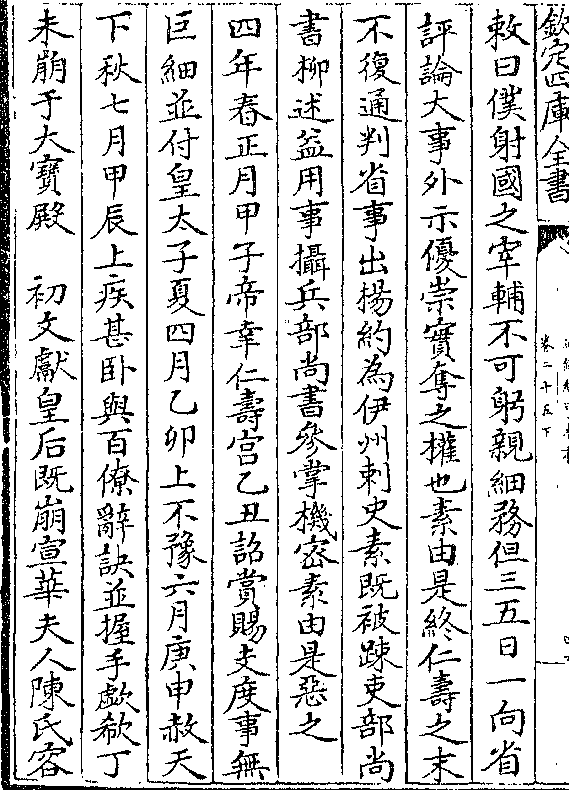 欽定四庫全書
卷二十五下
敕曰僕射國之宰輔不可躬親細務但三五日一向省
評論大事外示優崇實奪之權也素由是終仁壽之末
不復通判省事出楊約為伊州刺史素既被踈吏部尚
書柳述益用事攝兵部尚書參掌機密素由是惡之
四年春正月甲子帝幸仁壽宫乙丑詔賞賜支度事無
巨細並付皇太子夏四月乙卯上不豫六月庚申赦天
下秋七月甲辰上疾甚卧與百僚辭訣並握手歔欷丁
未崩于大寶殿　初文獻皇后既崩宣華夫人陳氏容